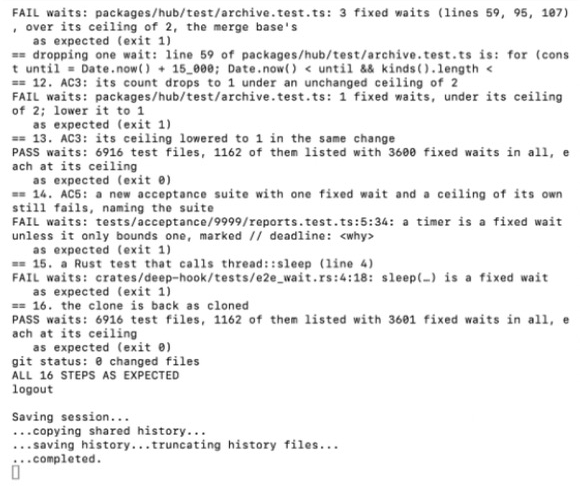 FAIL waits: packages/hub/test/archive.test.ts: 3 fixed waits (lines 59, 95, 107)
, over its ceiling of 2, the merge base's
as expected (exit 1)
== dropping one wait: line 59 of packages/hub/test/archive.test.ts is: for (cons
t until = Date.now() + 15_000; Date.now() < until && kinds().length <
== 12. AC3: its count drops to 1 under an unchanged ceiling of 2
FAIL waits: packages/hub/test/archive.test.ts: 1 fixed waits, under its ceiling
of 2; lower it to 1
as expected (exit 1)
== 13. AC3: its ceiling lowered to 1 in the same change
PASS waits: 6916 test files, 1162 of them listed with 3600 fixed waits in all, e
ach at its ceiling
as expected (exit 0)
== 14. AC5: a new acceptance suite with one fixed wait and a ceiling of its own
still fails, naming the suite
FAIL waits: tests/acceptance/9999/reports.test.ts:5:34: a timer is a fixed wait
unless it only bounds one, marked // deadline: <why>
as expected (exit 1)
== 15. a Rust test that calls thread::sleep (line 4)
FAIL waits: crates/deep-hook/tests/e2e_wait.rs:4:18: sleep(…) is a fixed wait
as expected (exit 1)
== 16. the clone is back as cloned
PASS waits: 6916 test files, 1162 of them listed with 3601 fixed waits in all, e
ach at its ceiling
as expected (exit 0)
git status: 0 changed files
ALL 16 STEPS AS EXPECTED
logout
Saving session...
...copying shared history...
...saving history...truncating history files...
...completed.